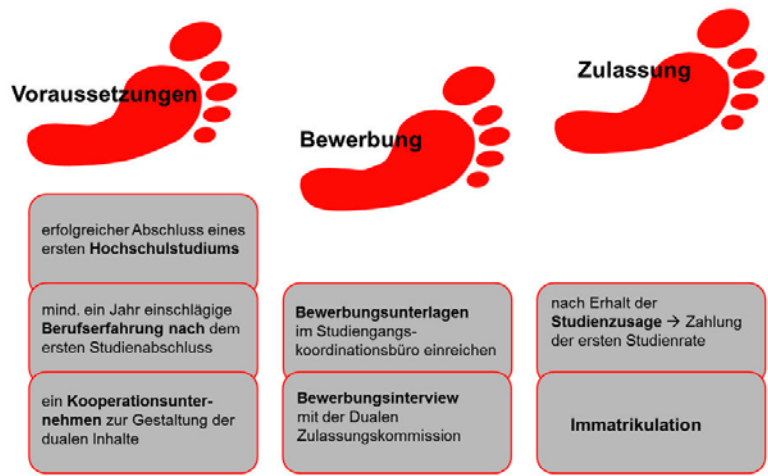 Voraussetzungen
erfolgreicher Abschluss eines
ersten Hochschulstudiums
mind. ein Jahr einschlägige
Berufserfahrung nach dem
ersten Studienabschluss
ein Kooperationsunter-
nehmen zur Gestaltung der
dualen Inhalte
Bewerbung
Bewerbungsunterlagen
im Studiengangs-
koordinationsbüro einreichen
Bewerbungsinterview
mit der Dualen
Zulassungskommission
Zulassung
nach Erhalt der
Studienzusage → Zahlung
der ersten Studienrate
Immatrikulation